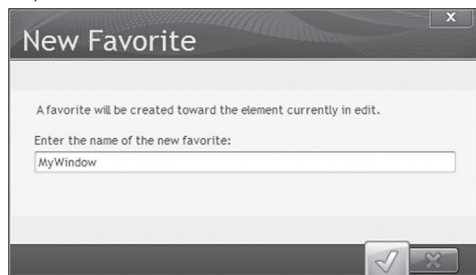 New Favorite
X
A favorite will be created toward the element currently in edit.
Enter the name of the new favorite:
MyWindow